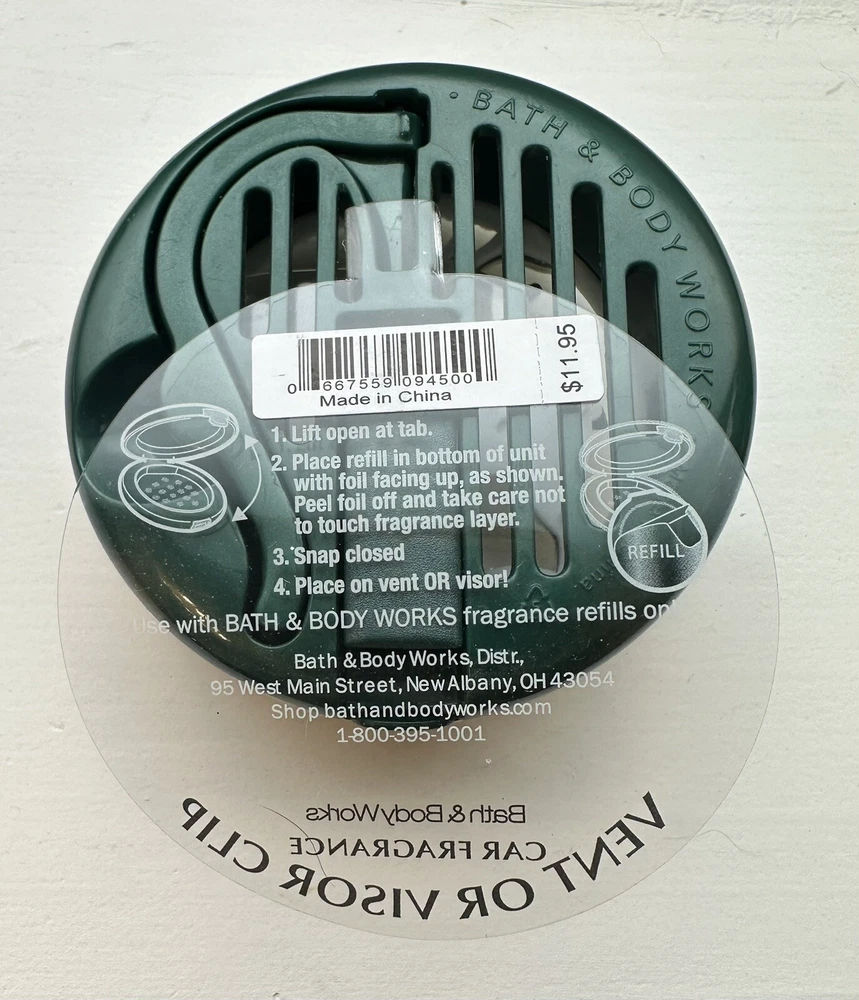 • BATH & BODY WORKS
0 667559 094500
Made in China
$11.95
1. Lift open at tab.
2. Place refill in bottom of unit
with foil facing up, as shown.
Peel foil off and take care not
to touch fragrance layer.
3. Snap closed
4. Place on vent OR visor!
REFILL
Use with BATH & BODY WORKS fragrance refills
Bath & Body Works, Distr.,
95 West Main Street, New Albany, OH 43054
Shop bathandbodyworks.com
1-800-395-1001
Bath & Body Works
CAR FRAGRANCE
VENT OR VISOR CLIP